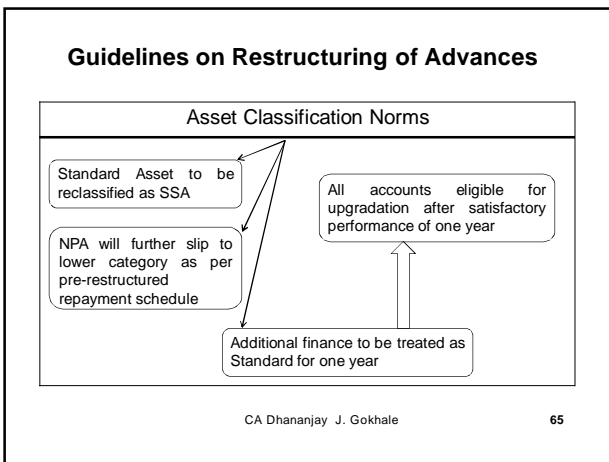 Guidelines on Restructuring of Advances
Asset Classification Norms
Standard Asset to be
reclassified as SSA
All accounts eligible for
upgradation after satisfactory
performance of one year
NPA will further slip to
lower category as per
pre-restructured
repayment schedule
Additional finance to be treated as
Standard for one year
CA Dhananjay J. Gokhale
65